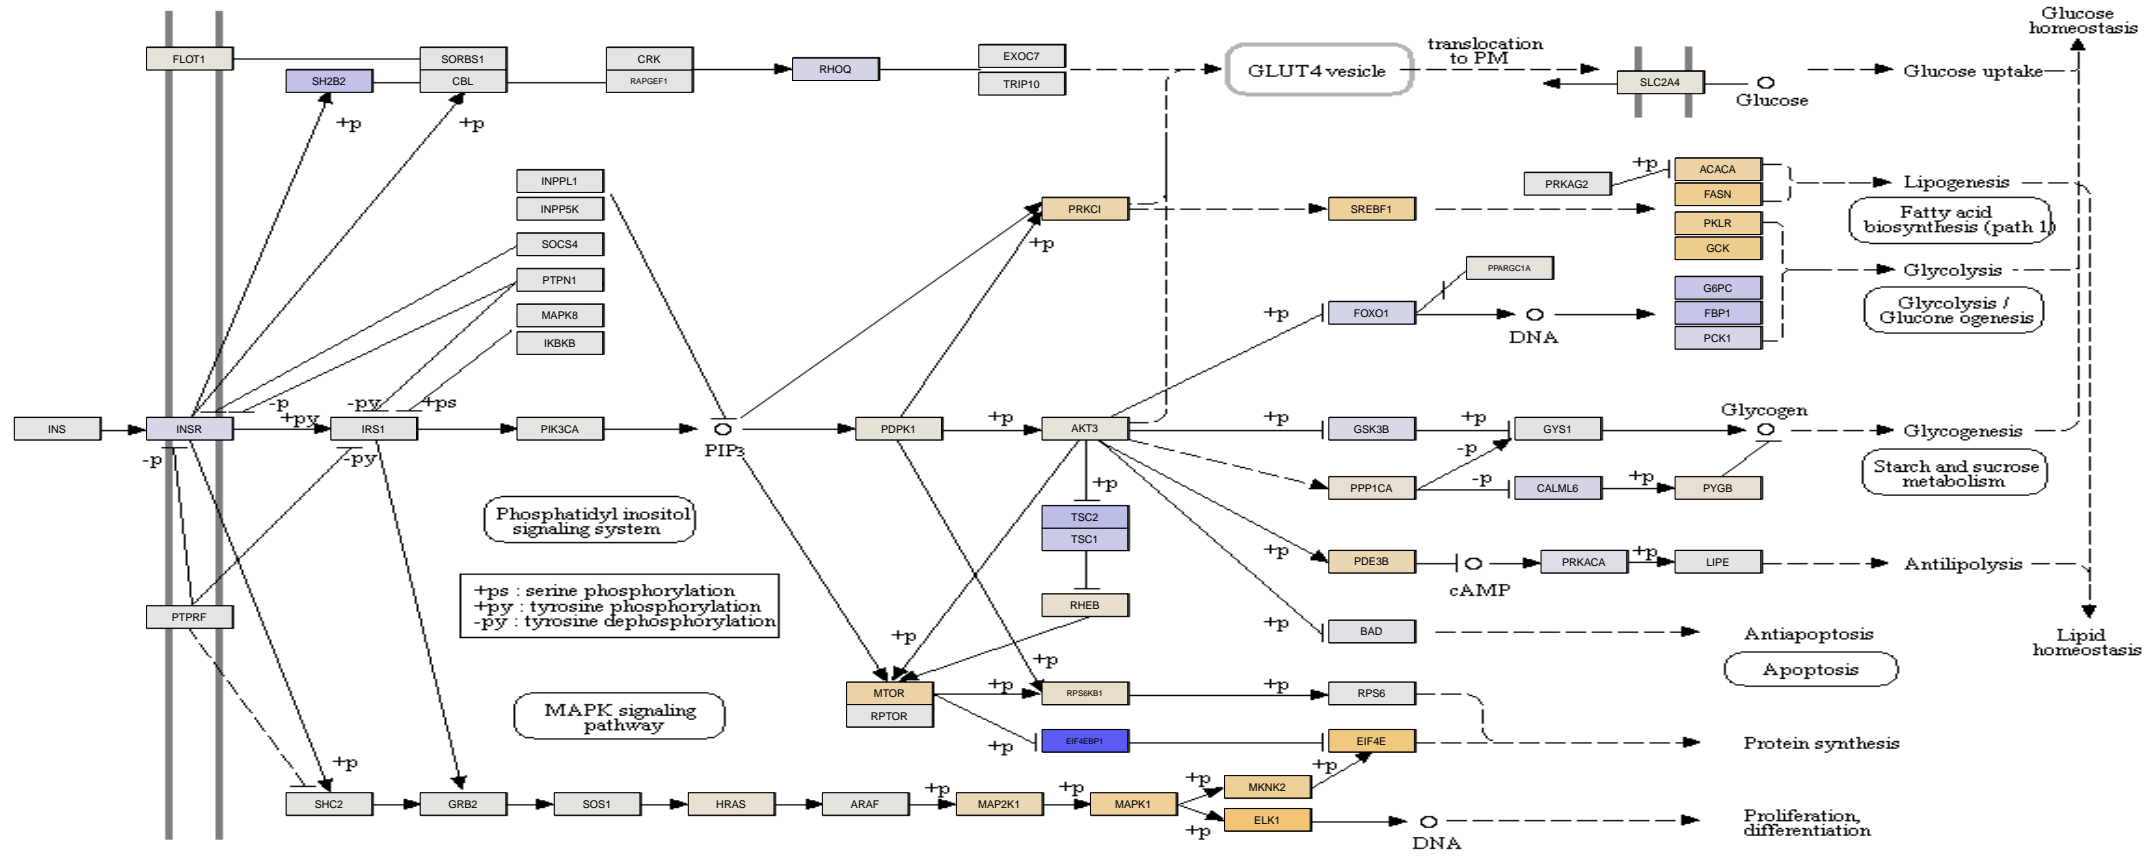 Glucose
homeostasis
FLOT1
SORBS1
CRK
EXOC7
translocation
to PM
SH2B2
CBL
RAPGEF1
RHOQ
TRIP10
GLUT4 vesicle
SLC2A4
Glucose
Glucose uptake
+p
+p
INPPL1
INPP5K
SOCS4
PTPN1
MAPK8
IKBKB
PRKCI
+p
SREBF1
PRKAG2
+p
ACACA
FASN
PKLR
GCK
Lipogenesis
Fatty acid
biosynthesis (path 1)
PPARGC1A
G6PC
FBP1
PCK1
Glycolysis
Glycolysis /
Glucone ogenesis
+p
FOXO1
DNA
-p
+py
-py
+ps
INS
INSR
IRS1
PIK3CA
PIP3
PDPK1
+p
AKT3
+p
GSK3B
+p
GYS1
Glycogen
Glycogenesis
-p
-py
-p
PPP1CA
-p
CALML6
+p
PYGB
Starch and sucrose
metabolism
Phosphatidyl inositol
signaling system
+p
TSC2
TSC1
+p
PDE3B
cAMP
PRKACA
+p
LIPE
Antilipolysis
+ps : serine phosphorylation
+py : tyrosine phosphorylation
-py : tyrosine dephosphorylation
PTPRF
RHEB
+p
+p
BAD
Antiapoptosis
Apoptosis
Lipid
homeostasis
+p
MTOR
RPTOR
+p
RPS6KB1
+p
RPS6
MAPK signaling
pathway
+p
EIF4EBP1
EIF4E
Protein synthesis
+p
SHC2
GRB2
SOS1
HRAS
ARAF
+p
MAP2K1
+p
MAPK1
+p
MKNK2
+p
+p
ELK1
DNA
Proliferation,
differentiation